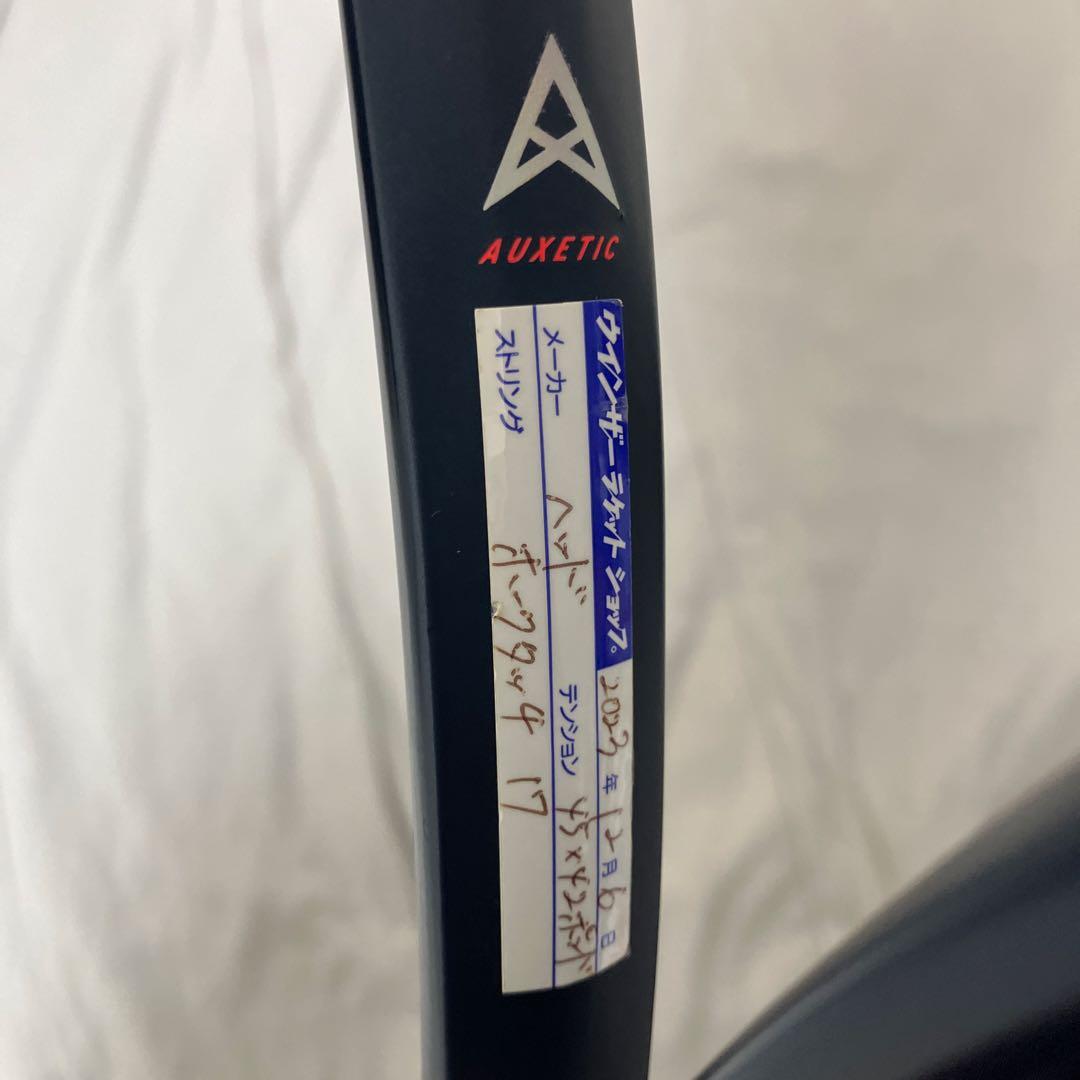 AUXETIC
ウインザーラケットショップ。 2023年12月6日
メーカー ヘッド テンション 45×42ポンド
ストリング ホークタッチ 17